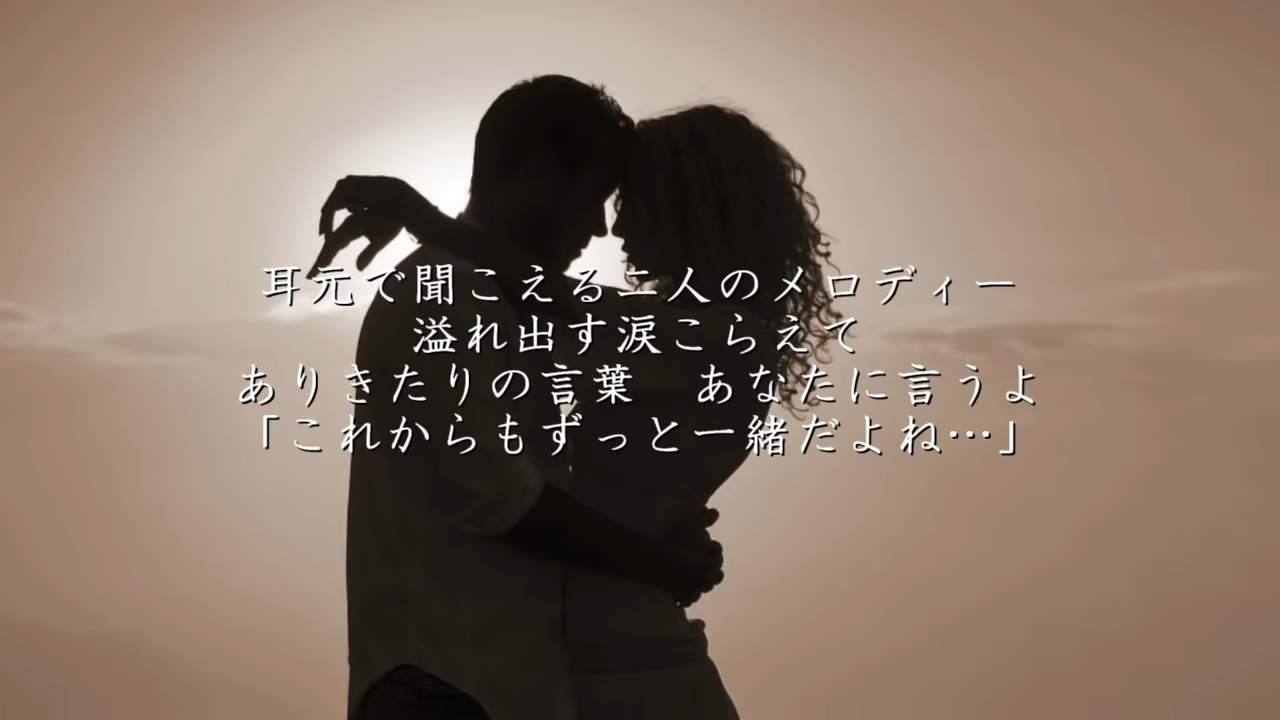 耳元で聞こえる二人のメロディー
溢れ出す涙こらえて
ありきたりの言葉　あなたに言うよ
「これからもずっと一緒だよね…」